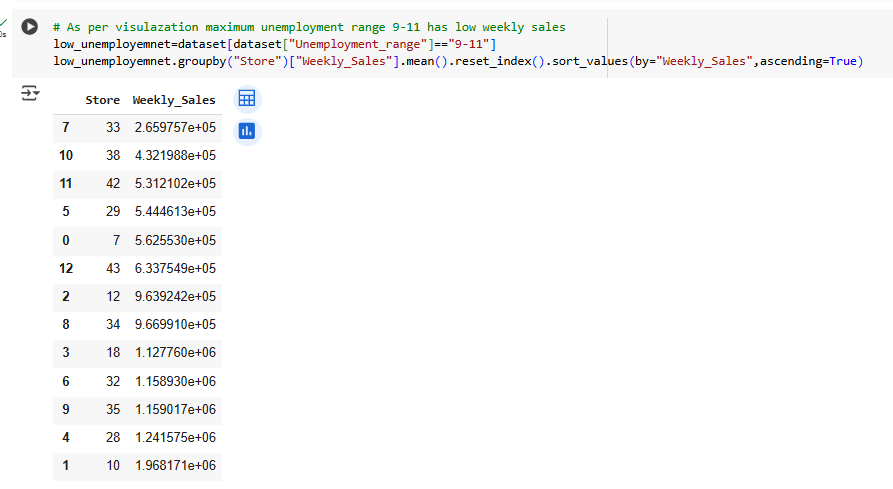 # As per visulazation maximum unemployment range 9-11 has low weekly sales
low_unemployemnet=dataset[dataset["Unemployment_range"]=="9-11"]
low_unemployemnet.groupby("Store")["Weekly_Sales"].mean().reset_index().sort_values(by="Weekly_Sales",ascending=True)
0s
Store Weekly_Sales
7 33 2.659757e+05
10 38 4.321988e+05
11 42 5.312102e+05
5 29 5.444613e+05
0 7 5.625530e+05
12 43 6.337549e+05
2 12 9.639242e+05
8 34 9.669910e+05
3 18 1.127760e+06
6 32 1.158930e+06
9 35 1.159017e+06
4 28 1.241575e+06
1 10 1.968171e+06